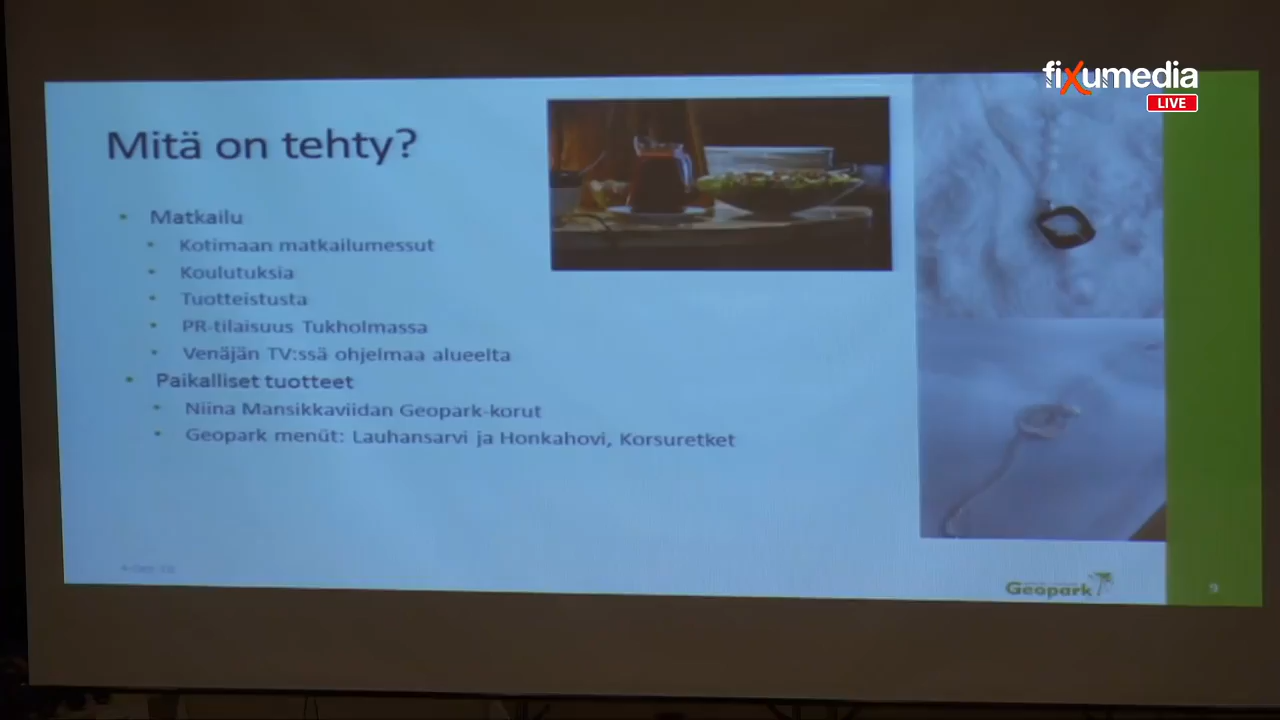 fixumedia
LIVE
Mitä on tehty?
Matkailu
Kotimaan matkailumessut
Koulutuksia
Tuotteistusta
PR-tilaisuus Tukholmassa
Venäjän TV:ssä ohjelmaa alueelta
Paikalliset tuotteet
Niina Mansikkaviidan Geopark-korut
Geopark menüt: Lauhansarvi ja Honkahovi, Korsuretket
Geopark
9